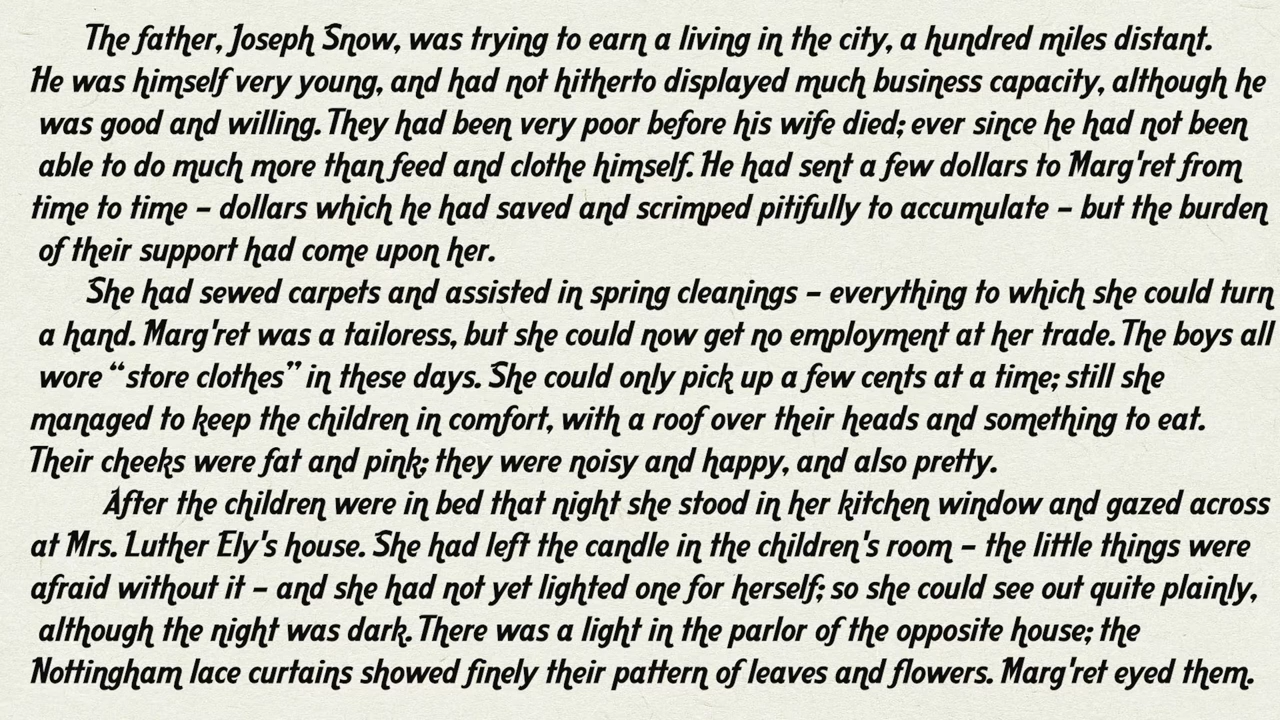 The father, Joseph Snow, was trying to earn a living in the city, a hundred miles distant.
He was himself very young, and had not hitherto displayed much business capacity, although he
was good and willing. They had been very poor before his wife died; ever since he had not been
able to do much more than feed and clothe himself. He had sent a few dollars to Marg'ret from
time to time – dollars which he had saved and scrimped pitifully to accumulate – but the burden
of their support had come upon her.
She had sewed carpets and assisted in spring cleanings – everything to which she could turn
a hand. Marg'ret was a tailoress, but she could now get no employment at her trade. The boys all
wore “store clothes” in these days. She could only pick up a few cents at a time; still she
managed to keep the children in comfort, with a roof over their heads and something to eat.
Their cheeks were fat and pink; they were noisy and happy, and also pretty.
After the children were in bed that night she stood in her kitchen window and gazed across
at Mrs. Luther Ely's house. She had left the candle in the children's room – the little things were
afraid without it – and she had not yet lighted one for herself; so she could see out quite plainly,
although the night was dark. There was a light in the parlor of the opposite house; the
Nottingham lace curtains showed finely their pattern of leaves and flowers. Marg'ret eyed them.